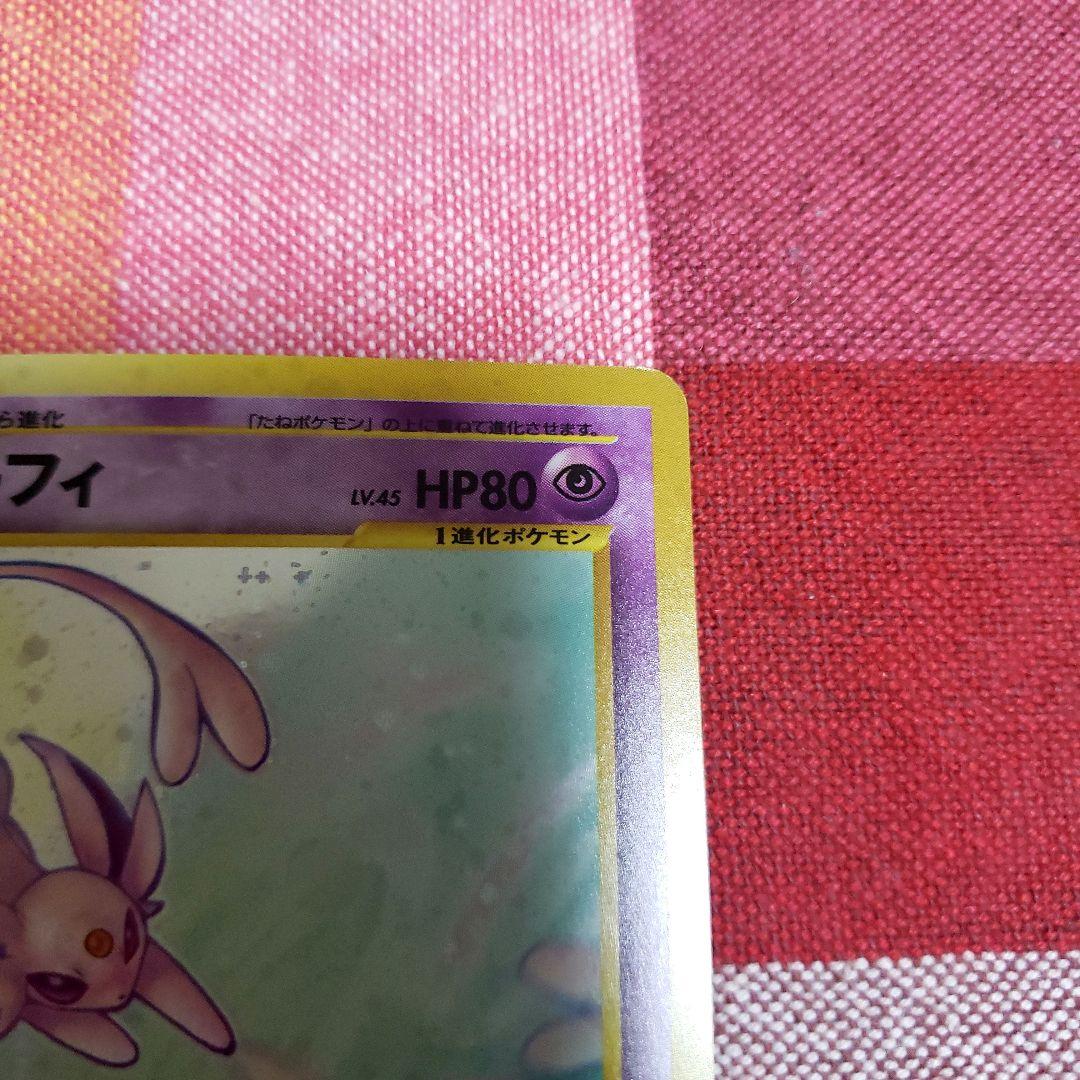 ら進化
「たねポケモン」の上に重ねて進化させます。
フィ
LV.45 HP80
1進化ポケモン